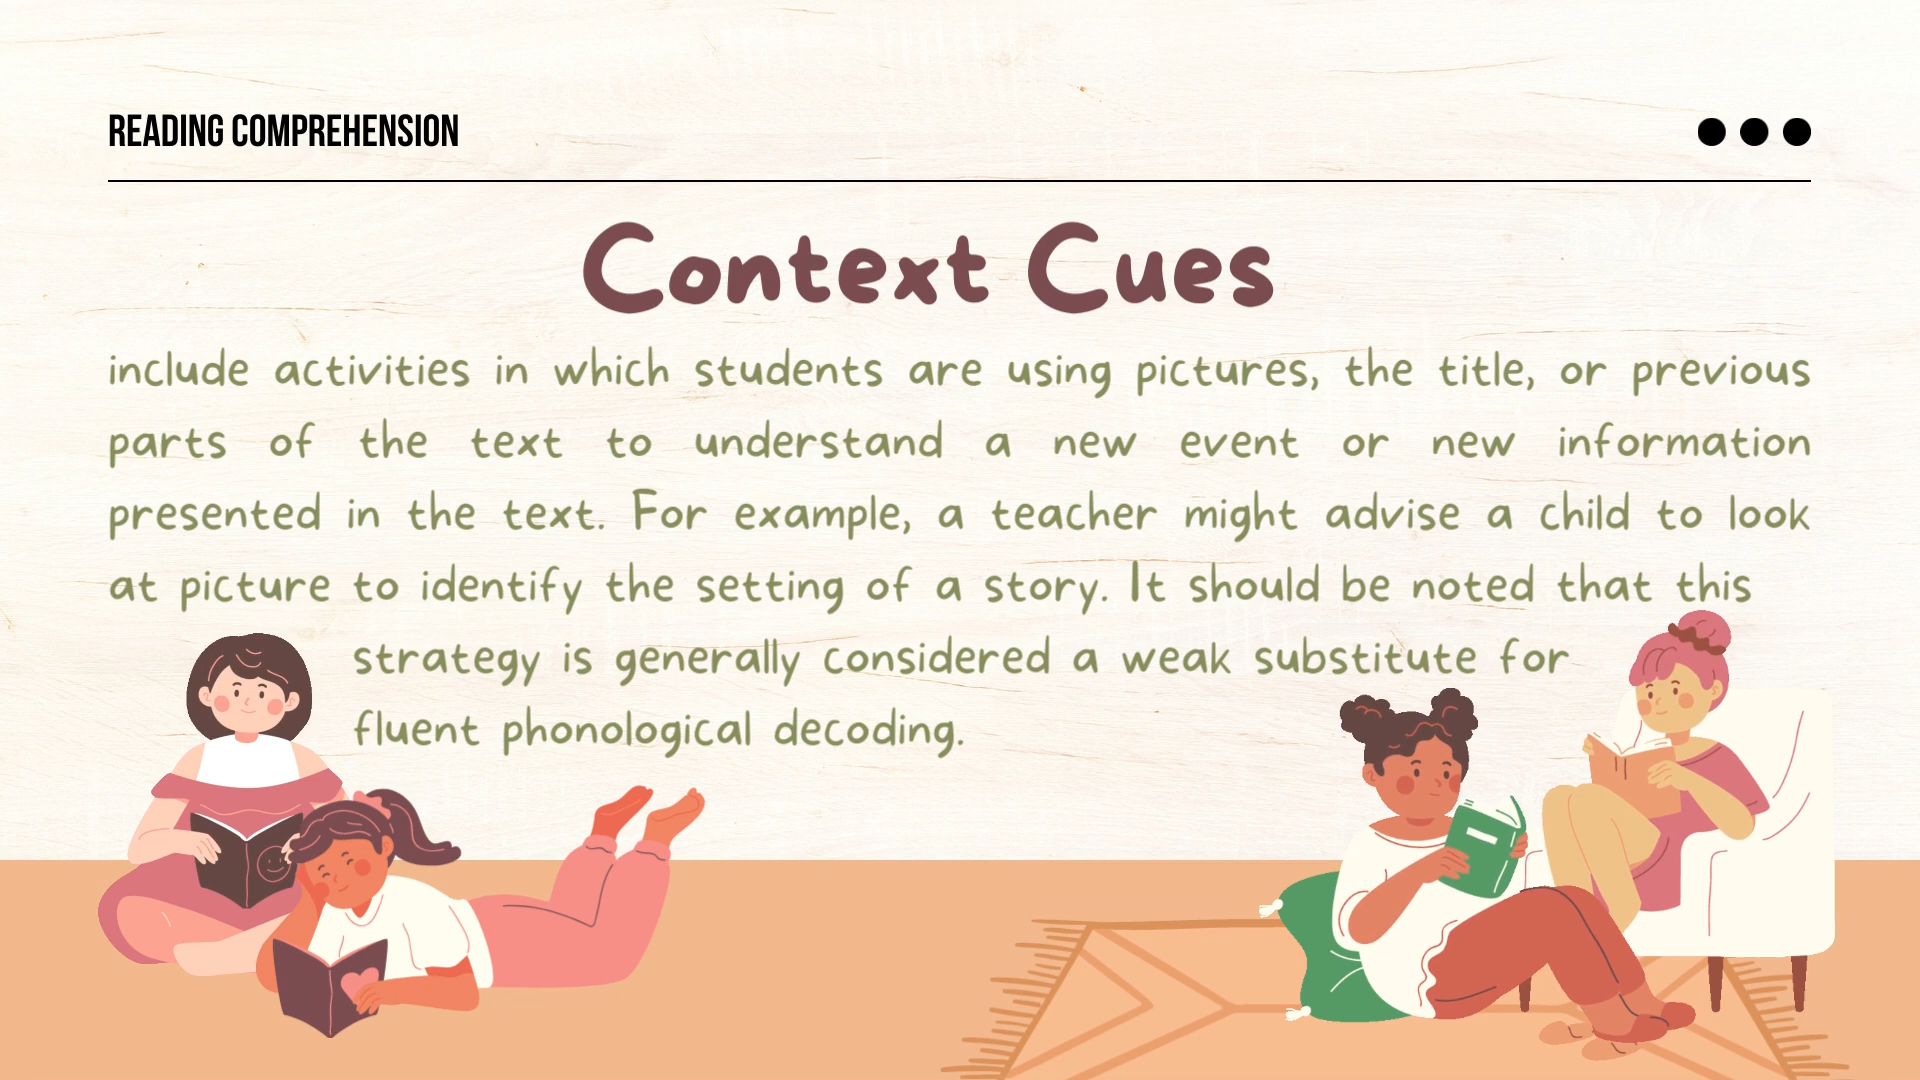 READING COMPREHENSION
Context Cues
include activities in which students are using pictures, the title, or previous
parts of the text to understand a new event or new information
presented in the text. For example, a teacher might advise a child to look
at picture to identify the setting of a story. It should be noted that this
strategy is generally considered a weak substitute for
fluent phonological decoding.